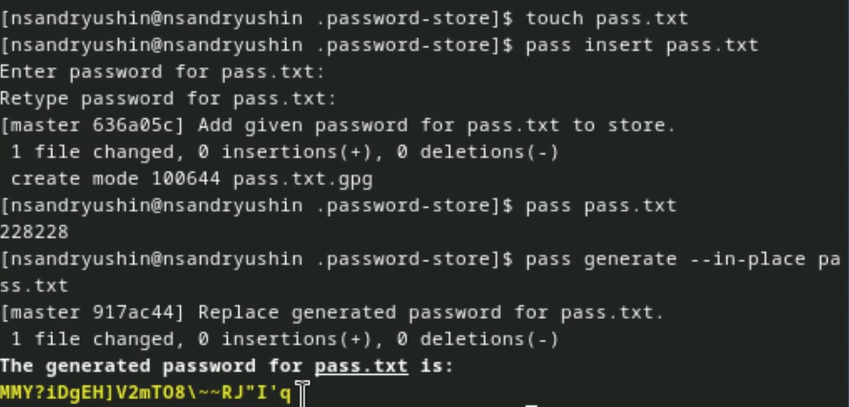 [nsandryushin@nsandryushin .password-store]$ touch pass.txt
[nsandryushin@nsandryushin .password-store]$ pass insert pass.txt
Enter password for pass.txt:
Retype password for pass.txt:
[master 636a05c] Add given password for pass.txt to store.
 1 file changed, 0 insertions(+), 0 deletions(-)
 create mode 100644 pass.txt.gpg
[nsandryushin@nsandryushin .password-store]$ pass pass.txt
228228
[nsandryushin@nsandryushin .password-store]$ pass generate --in-place pa
ss.txt
[master 917ac44] Replace generated password for pass.txt.
 1 file changed, 0 insertions(+), 0 deletions(-)
The generated password for pass.txt is:
MMY?iDgEH]V2mTO8\~~RJ"I'q